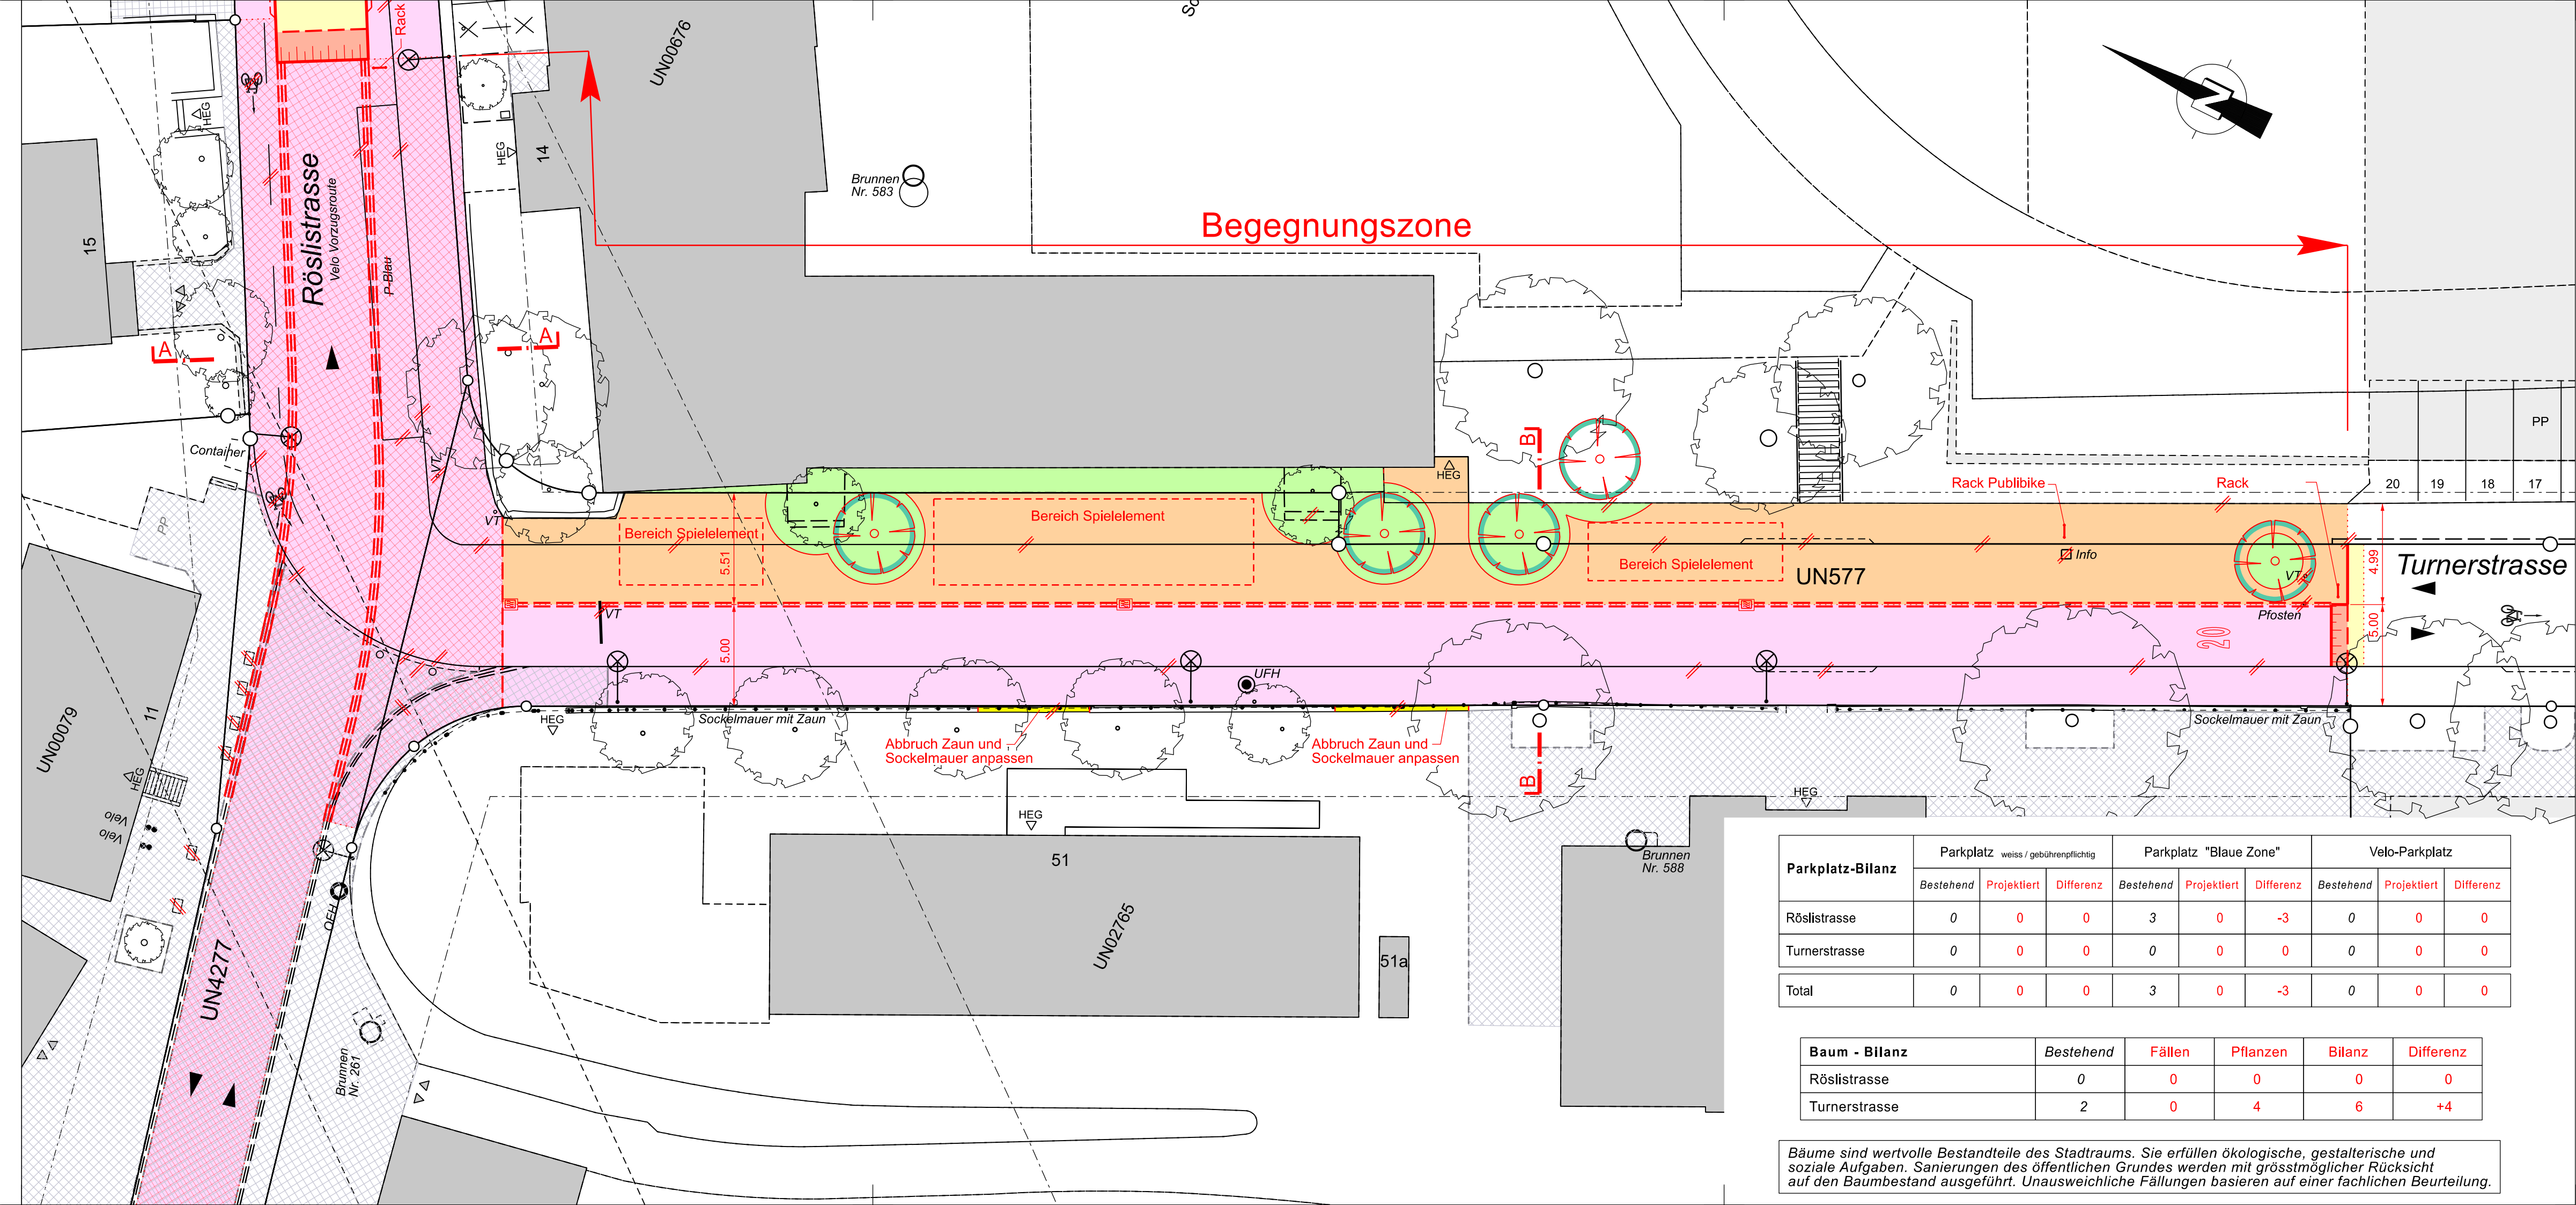 Rack
UN00676
HEG
HEG
14
15
Röslistrasse
Velo Vorzugsroute
P-Blau
Brunnen
Nr. 583
Begegnungszone
N
A
A
Container
VT
VT
PP
B
HEG
Rack Publibike
Rack
PP
20
19
18
17
Bereich Spielelement
Bereich Spielelement
Bereich Spielelement
5.51
UN577
Info
VT
4.99
Turnerstrasse
VT
Pfosten
5.00
20
5.00
UFH
HEG
Sockelmauer mit Zaun
Sockelmauer mit Zaun
Abbruch Zaun und
Sockelmauer anpassen
Abbruch Zaun und
Sockelmauer anpassen
B
UN00079
11
HEG
Velo
Velo
HEG
HEG
51
UN02765
51a
Brunnen
Nr. 588
OFH
UN4277
Brunnen
Nr. 261
Parkplatz-Bilanz
Parkplatz weiss / gebührenpflichtig
Parkplatz "Blaue Zone"
Velo-Parkplatz
Bestehend Projektiert Differenz Bestehend Projektiert Differenz Bestehend Projektiert Differenz
Röslistrasse 0 0 0 3 0 -3 0 0 0
Turnerstrasse 0 0 0 0 0 0 0 0 0
Total 0 0 0 3 0 -3 0 0 0
Baum - Bilanz Bestehend Fällen Pflanzen Bilanz Differenz
Röslistrasse 0 0 0 0 0
Turnerstrasse 2 0 4 6 +4
Bäume sind wertvolle Bestandteile des Stadtraums. Sie erfüllen ökologische, gestalterische und
soziale Aufgaben. Sanierungen des öffentlichen Grundes werden mit grösstmöglicher Rücksicht
auf den Baumbestand ausgeführt. Unausweichliche Fällungen basieren auf einer fachlichen Beurteilung.